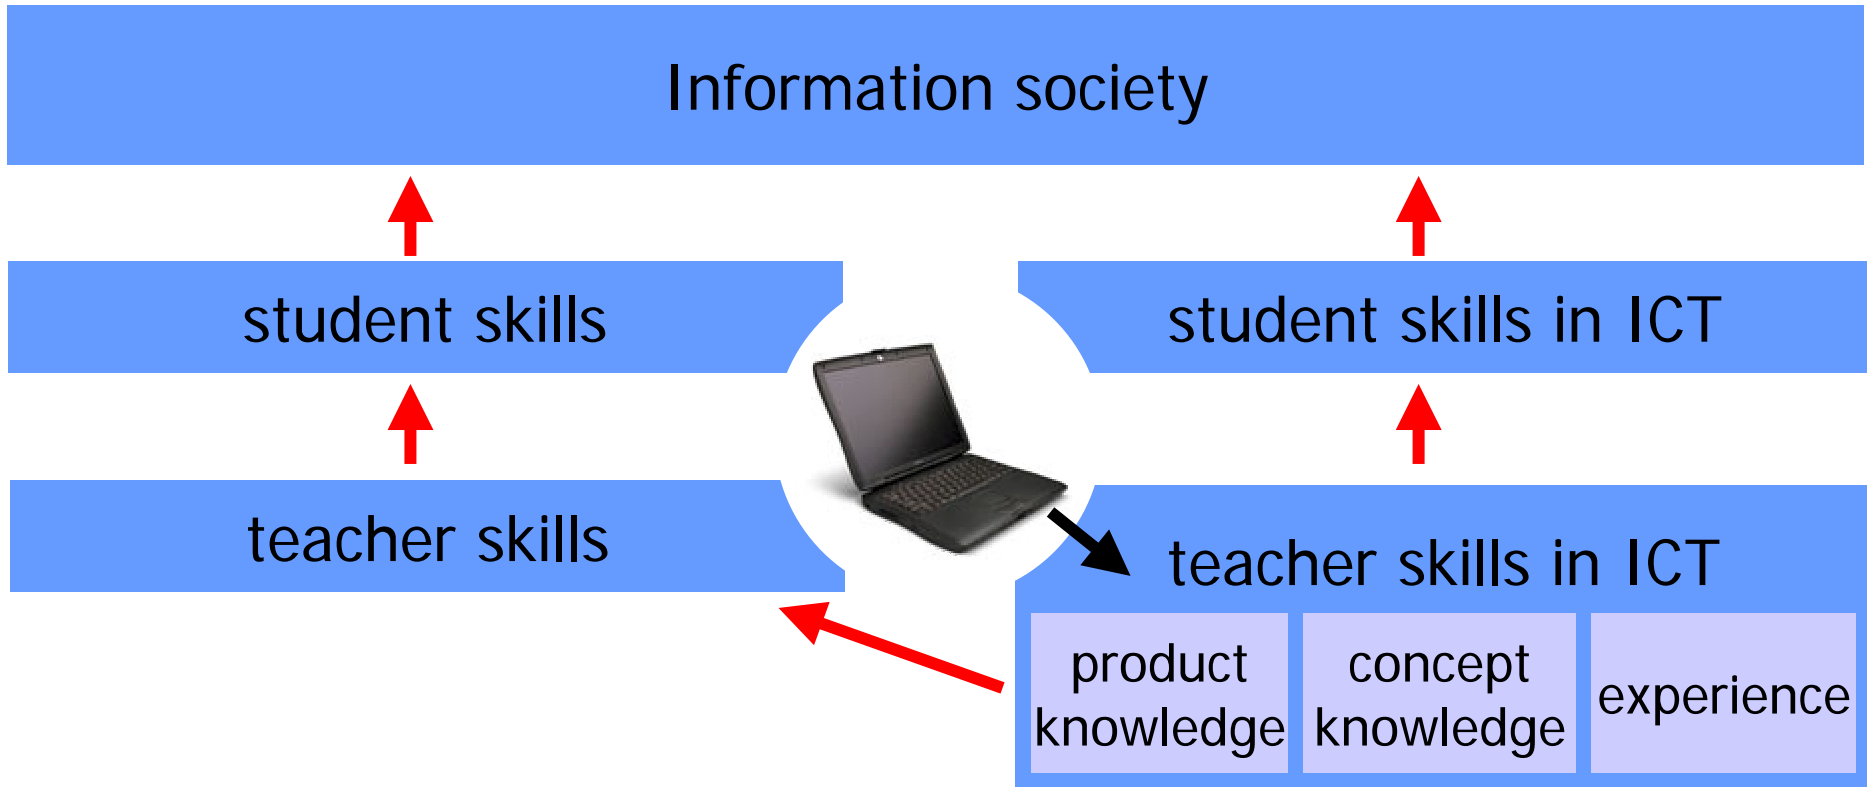 Information society
student skills
student skills in ICT
teacher skills
teacher skills in ICT
product
knowledge
concept
knowledge
experience